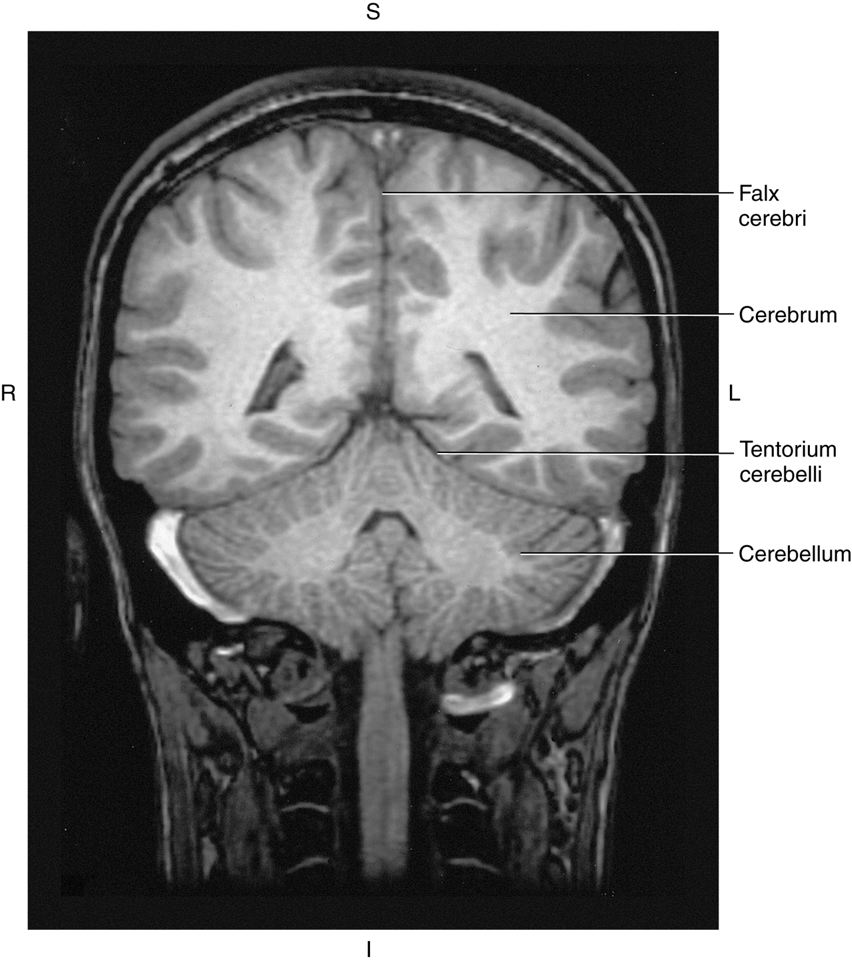 S
Falx
cerebri
Cerebrum
R
L
Tentorium
cerebelli
Cerebellum
I